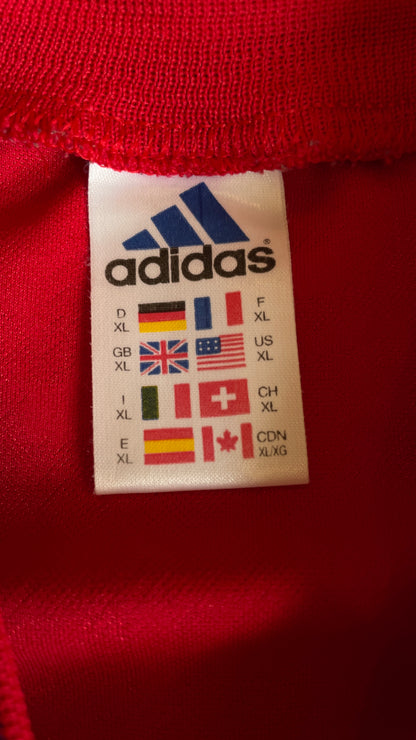 adidas®
D F
XL XL
GB US
XL XL
I CH
XL XL
E CDN
XL XL/XG